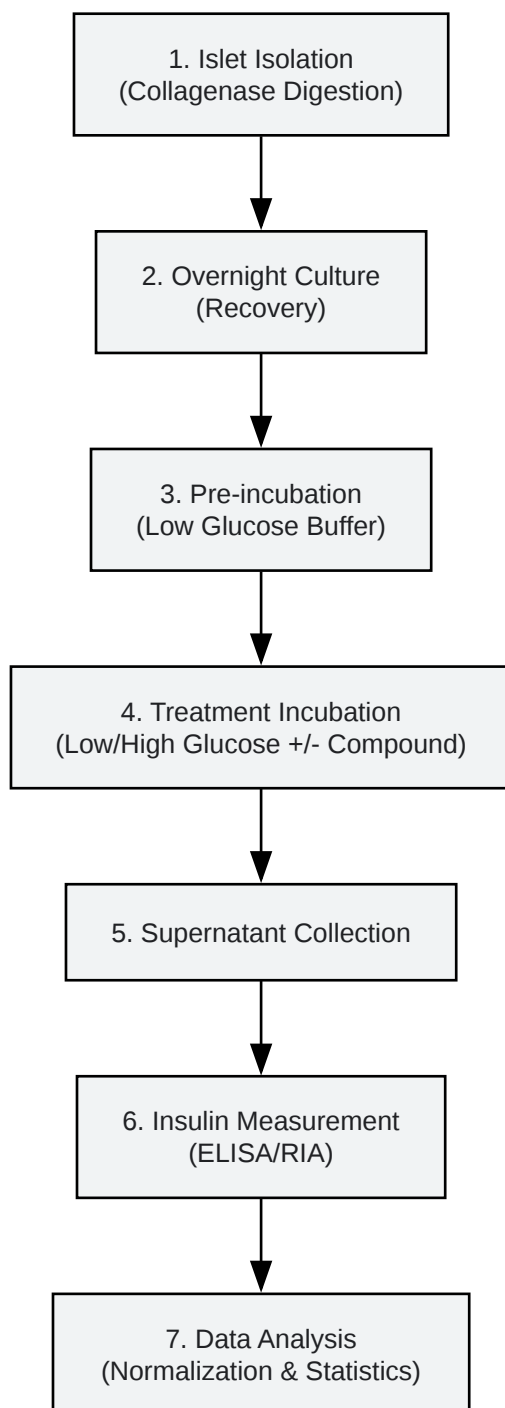 1. Islet Isolation
(Collagenase Digestion)
2. Overnight Culture
(Recovery)
3. Pre-incubation
(Low Glucose Buffer)
4. Treatment Incubation
(Low/High Glucose +/- Compound)
5. Supernatant Collection
6. Insulin Measurement
(ELISA/RIA)
7. Data Analysis
(Normalization & Statistics)